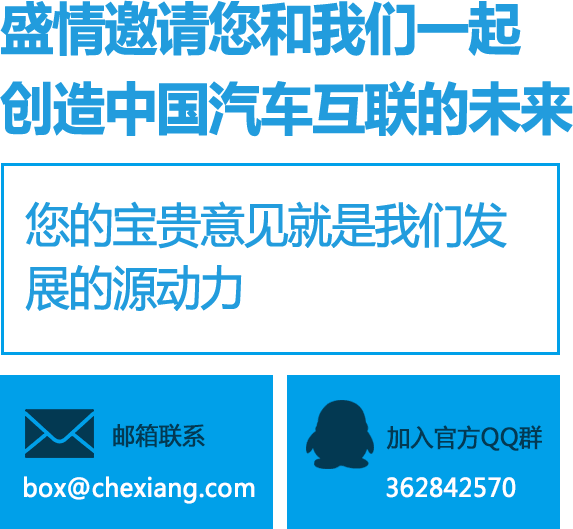 盛情邀请您和我们一起
创造中国汽车互联的未来
您的宝贵意见就是我们发
展的源动力
邮箱联系
box@chexiang.com
加入官方QQ群
362842570